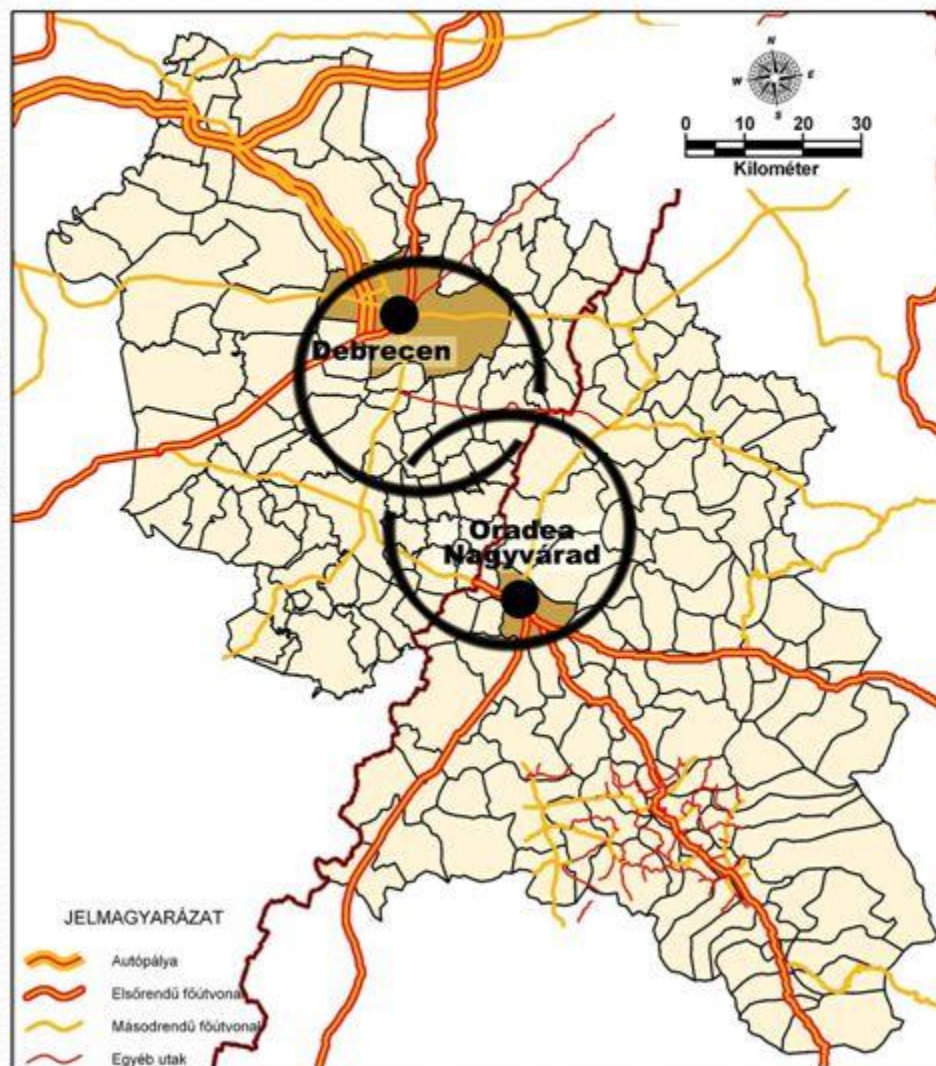 N
W
E
S
0 10 20 30
Kilométer
Debrecen
Oradea
Nagyvárad
JELMAGYARÁZAT
Autópálya
Elsőrendű főútvonal
Másodrendű főútvonal
Egyéb utak